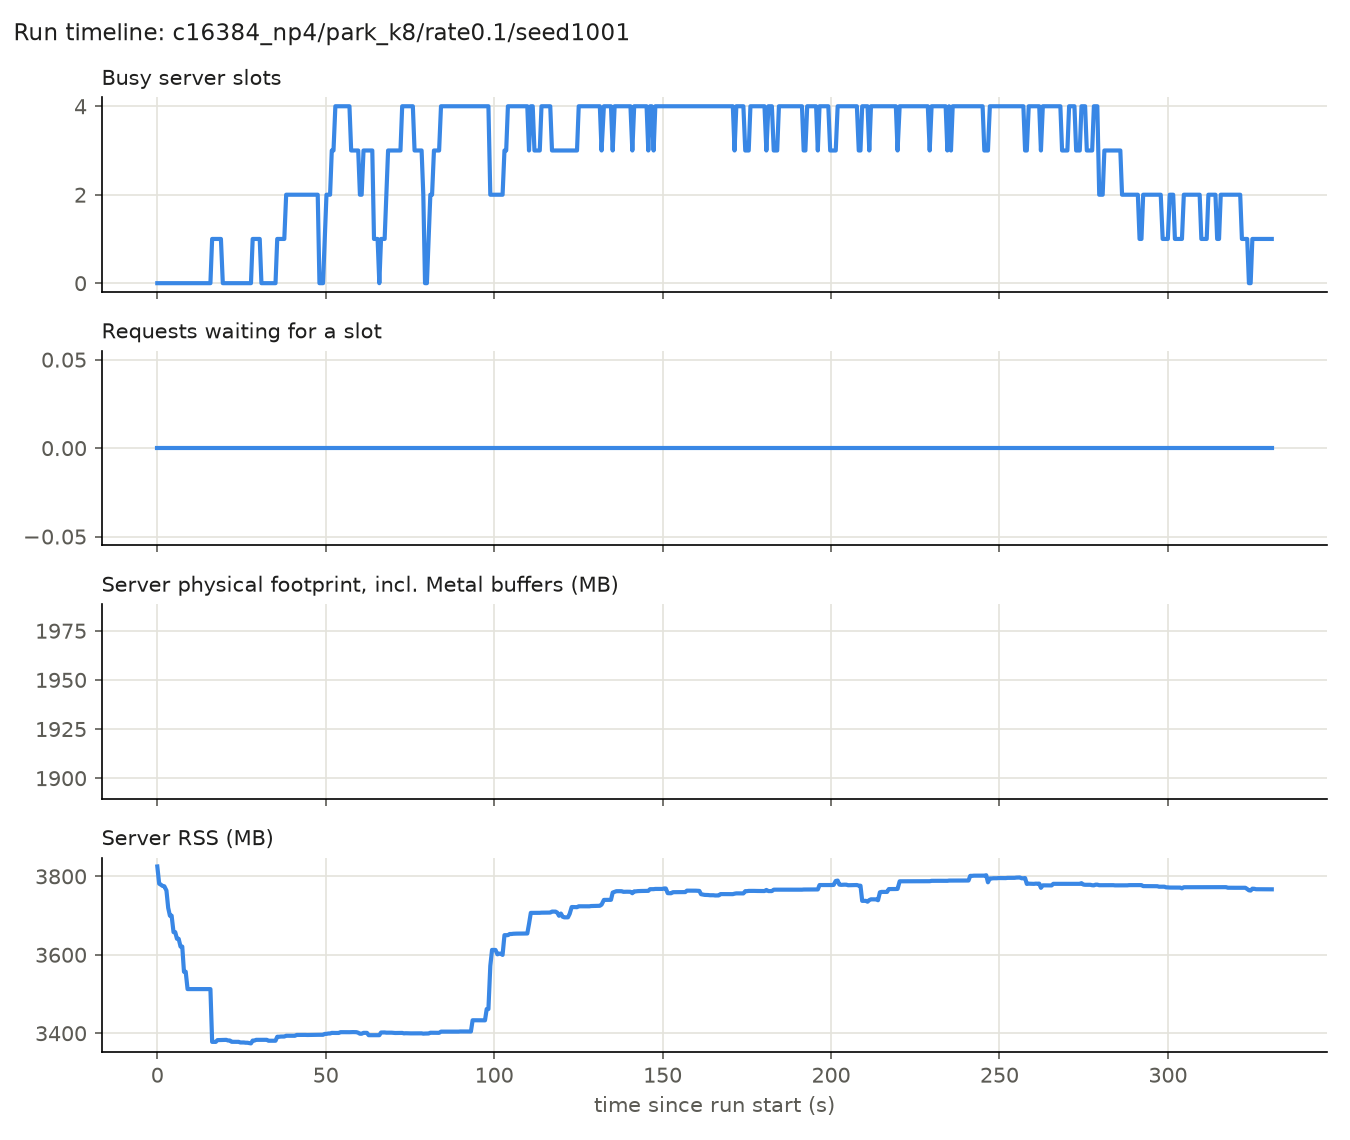 Run timeline: c16384_np4/park_k8/rate0.1/seed1001
Busy server slots
4
2
0
Requests waiting for a slot
0.05
0.00
−0.05
Server physical footprint, incl. Metal buffers (MB)
1975
1950
1925
1900
Server RSS (MB)
3800
3600
3400
0 50 100 150 200 250 300
time since run start (s)